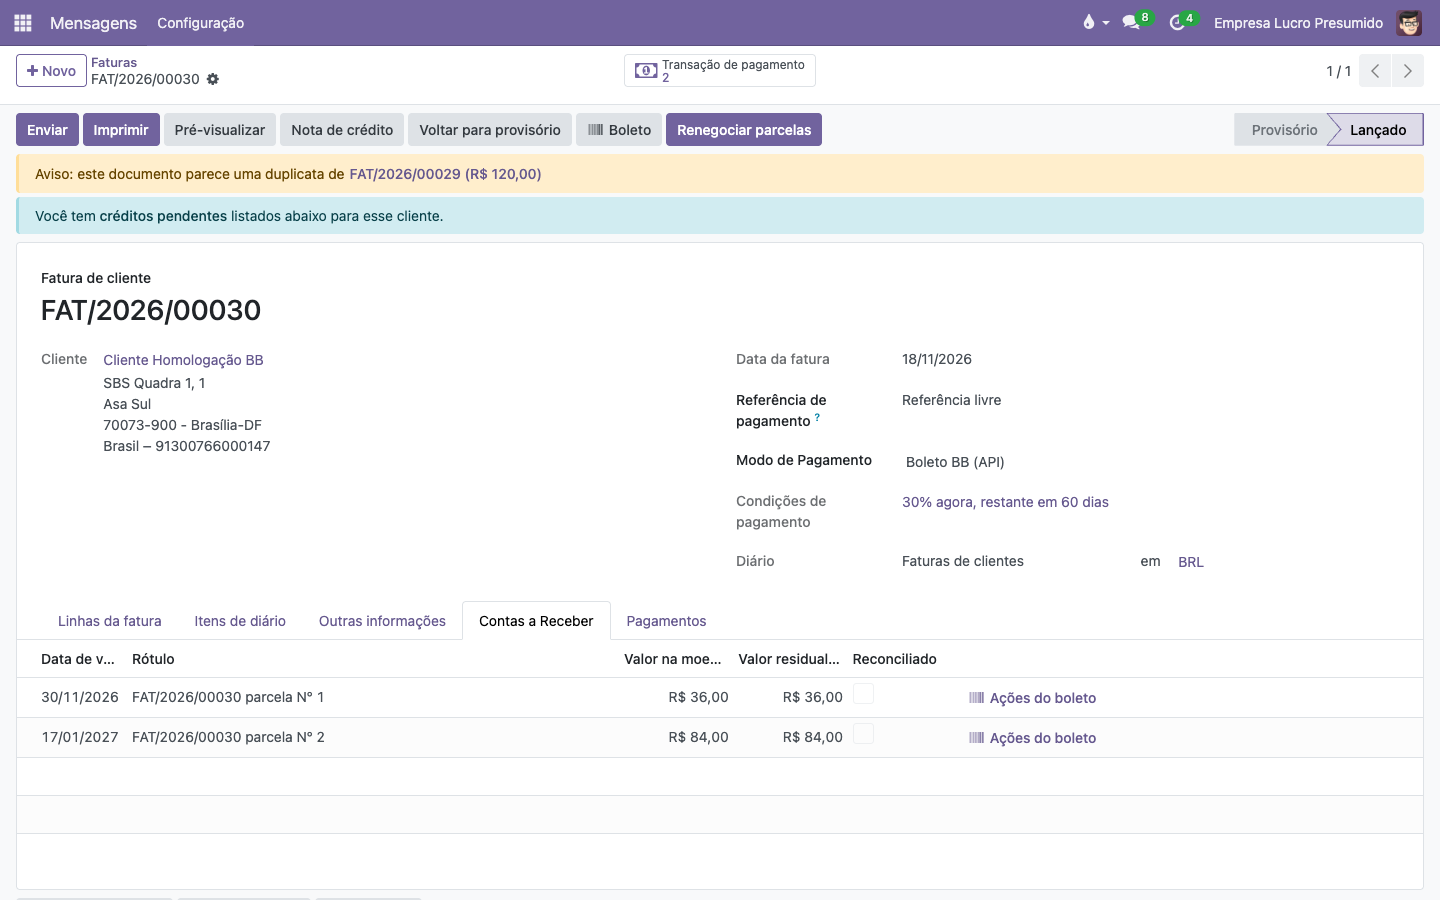 Mensagens
Configuração
8
4
Empresa Lucro Presumido
Novo
Faturas
FAT/2026/00030
Transação de pagamento
2
1 / 1
Enviar
Imprimir
Pré-visualizar
Nota de crédito
Voltar para provisório
Boleto
Renegociar parcelas
Provisório
Lançado
Aviso: este documento parece uma duplicata de FAT/2026/00029 (R$ 120,00)
Você tem créditos pendentes listados abaixo para esse cliente.
Fatura de cliente
FAT/2026/00030
Cliente
Cliente Homologação BB
SBS Quadra 1, 1
Asa Sul
70073-900 - Brasília-DF
Brasil – 91300766000147
Data da fatura
18/11/2026
Referência de
pagamento ?
Referência livre
Modo de Pagamento
Boleto BB (API)
Condições de
pagamento
30% agora, restante em 60 dias
Diário
Faturas de clientes
em
BRL
Linhas da fatura
Itens de diário
Outras informações
Contas a Receber
Pagamentos
Data de v...
Rótulo
Valor na moe...
Valor residual...
Reconciliado
30/11/2026
FAT/2026/00030 parcela Nº 1
R$ 36,00
R$ 36,00
Ações do boleto
17/01/2027
FAT/2026/00030 parcela Nº 2
R$ 84,00
R$ 84,00
Ações do boleto